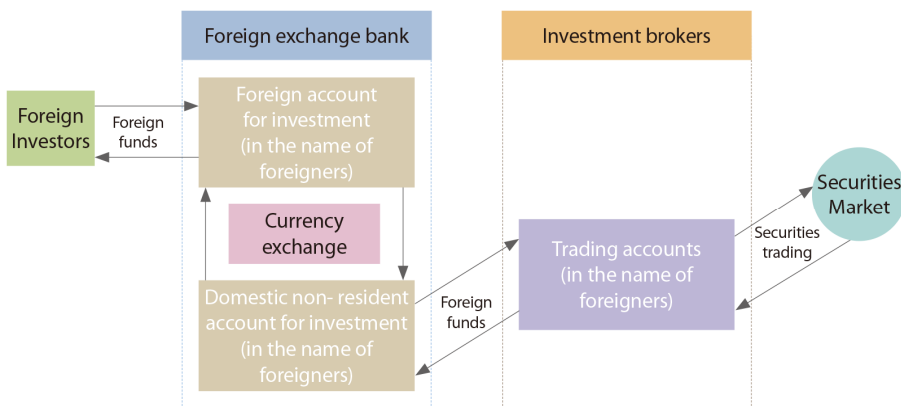 Foreign exchange bank
Investment brokers
Foreign
Investors
Foreign
funds
Foreign account
for investment
(in the name of
foreigners)
Currency
exchange
Domestic non- resident
account for investment
(in the name of
foreigners)
Foreign
funds
Trading accounts
(in the name of
foreigners)
Securities
trading
Securities
Market